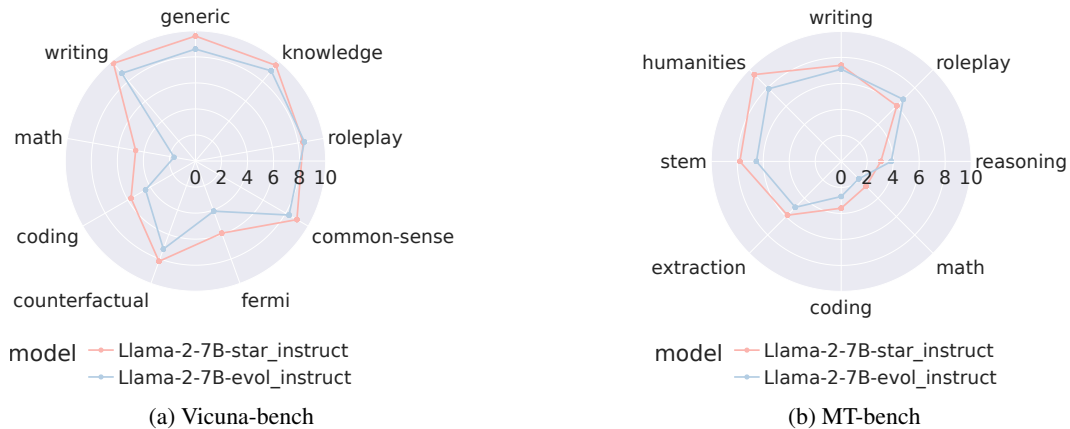 generic
writing
knowledge
math
roleplay
0 2 4 6 8 10
coding
common-sense
counterfactual
fermi
model
Llama-2-7B-star_instruct
Llama-2-7B-evol_instruct
(a) Vicuna-bench
writing
humanities
roleplay
stem
reasoning
0 2 4 6 8 10
extraction
math
coding
model
Llama-2-7B-star_instruct
Llama-2-7B-evol_instruct
(b) MT-bench